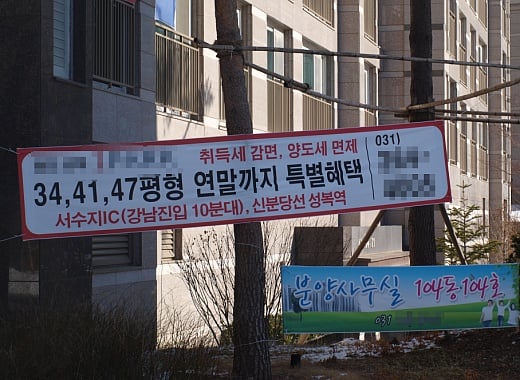 취득세 감면, 양도세 면제
031)
34,41,47평형 연말까지 특별혜택
서수지IC(강남진입 10분대), 신분당선 성복역
분양사무실 104동104호
031